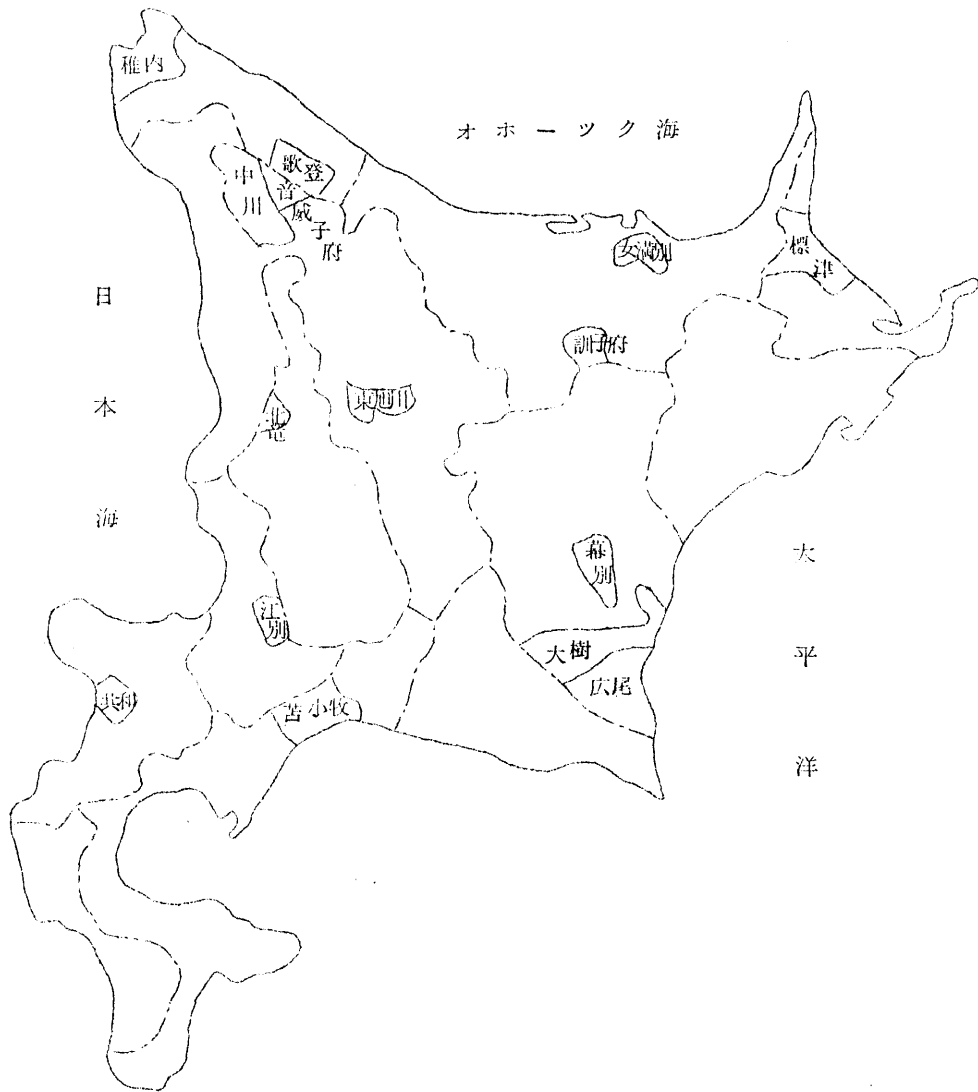 稚内
オホーツク海
歌登
中川
音威子府
標津
女満別
日本海
訓子府
東旭川
北竜
太平洋
幕別
江別
大樹
広尾
共和
苫小牧